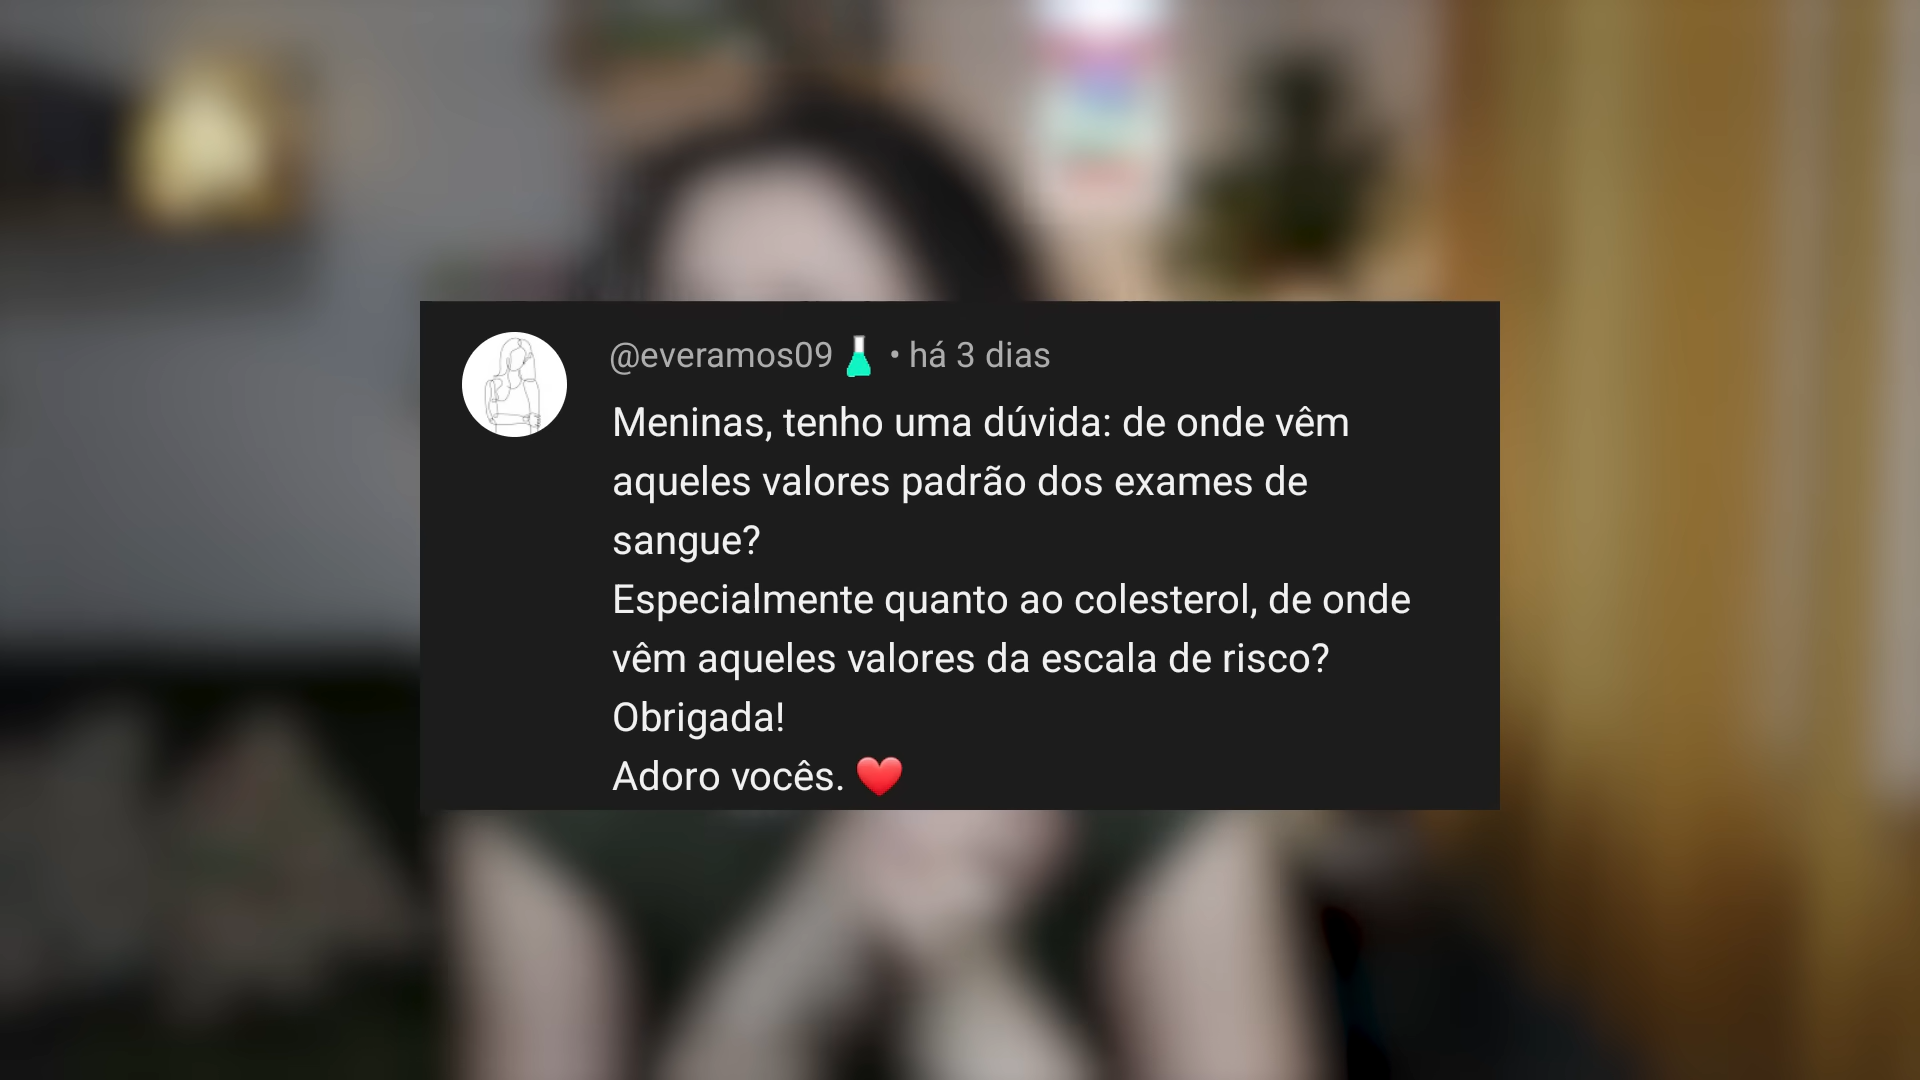 @everamos09 • há 3 dias
Meninas, tenho uma dúvida: de onde vêm
aqueles valores padrão dos exames de
sangue?
Especialmente quanto ao colesterol, de onde
vêm aqueles valores da escala de risco?
Obrigada!
Adoro vocês. ❤️